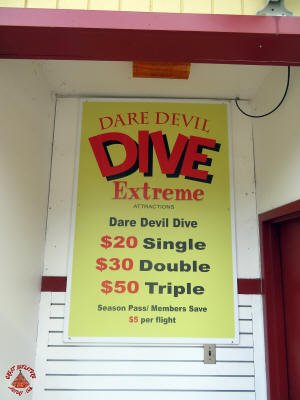 DARE DEVIL
DIVE
Extreme
ATTRACTIONS
Dare Devil Dive
$20 Single
$30 Double
$50 Triple
Season Pass/ Members Save
$5 per flight